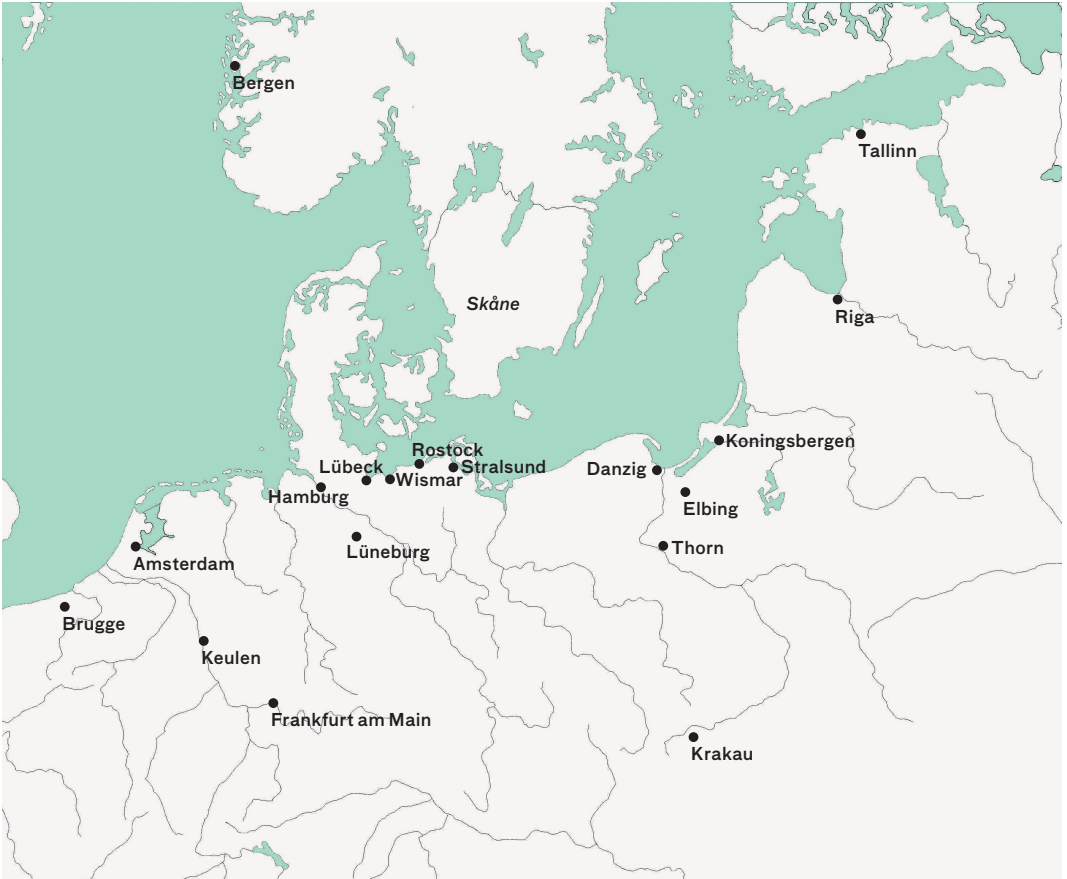 Bergen
Tallinn
Skåne
Riga
Koningsbergen
Rostock
Lübeck
Stralsund
Danzig
Wismar
Hamburg
Elbing
Lüneburg
Thorn
Amsterdam
Brugge
Keulen
Frankfurt am Main
Krakau